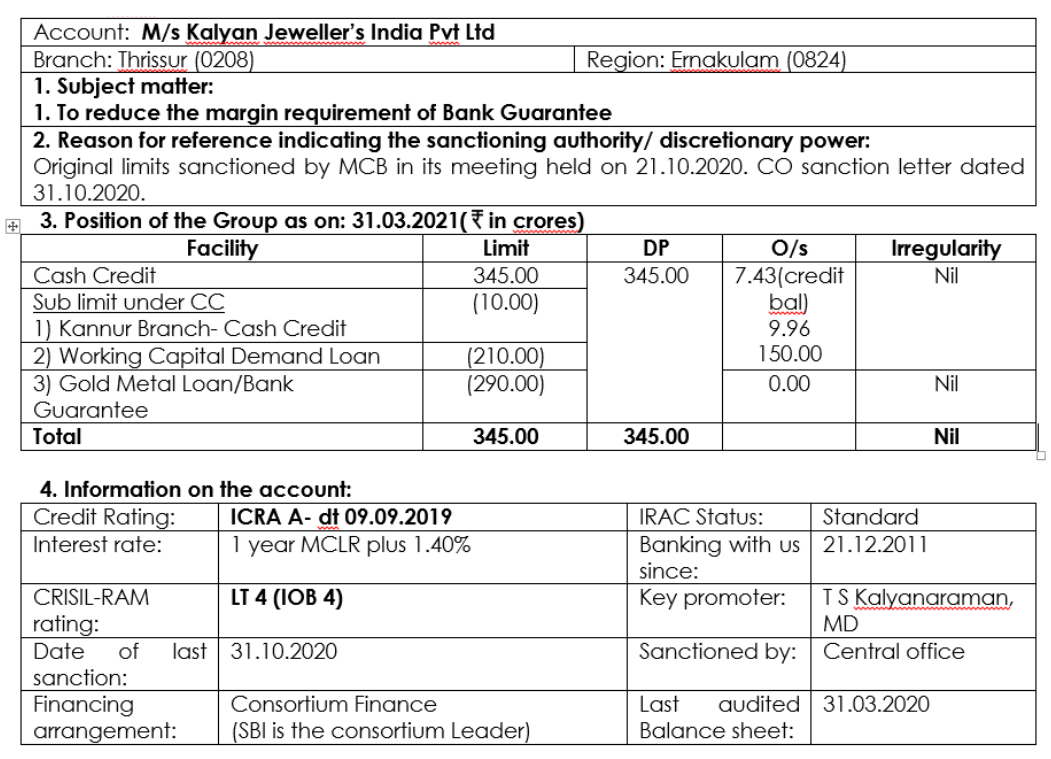 Account: M/s Kalyan Jeweller's India Pvt Ltd
Branch: Thrissur (0208) Region: Ernakulam (0824)
1. Subject matter:
1. To reduce the margin requirement of Bank Guarantee
2. Reason for reference indicating the sanctioning authority/ discretionary power:
Original limits sanctioned by MCB in its meeting held on 21.10.2020. CO sanction letter dated
31.10.2020.
3. Position of the Group as on: 31.03.2021(₹ in crores)
Facility Limit DP O/s Irregularity
Cash Credit 345.00 345.00 7.43(credit Nil
Sub limit under CC (10.00) bal)
1) Kannur Branch- Cash Credit 9.96
2) Working Capital Demand Loan (210.00) 150.00
3) Gold Metal Loan/Bank (290.00) 0.00 Nil
Guarantee
Total 345.00 345.00 Nil
4. Information on the account:
Credit Rating: ICRA A- dt 09.09.2019 IRAC Status: Standard
Interest rate: 1 year MCLR plus 1.40% Banking with us 21.12.2011
since:
CRISIL-RAM LT 4 (IOB 4) Key promoter: T S Kalyanaraman,
rating: MD
Date of last 31.10.2020 Sanctioned by: Central office
sanction:
Financing Consortium Finance Last audited 31.03.2020
arrangement: (SBI is the consortium Leader) Balance sheet: